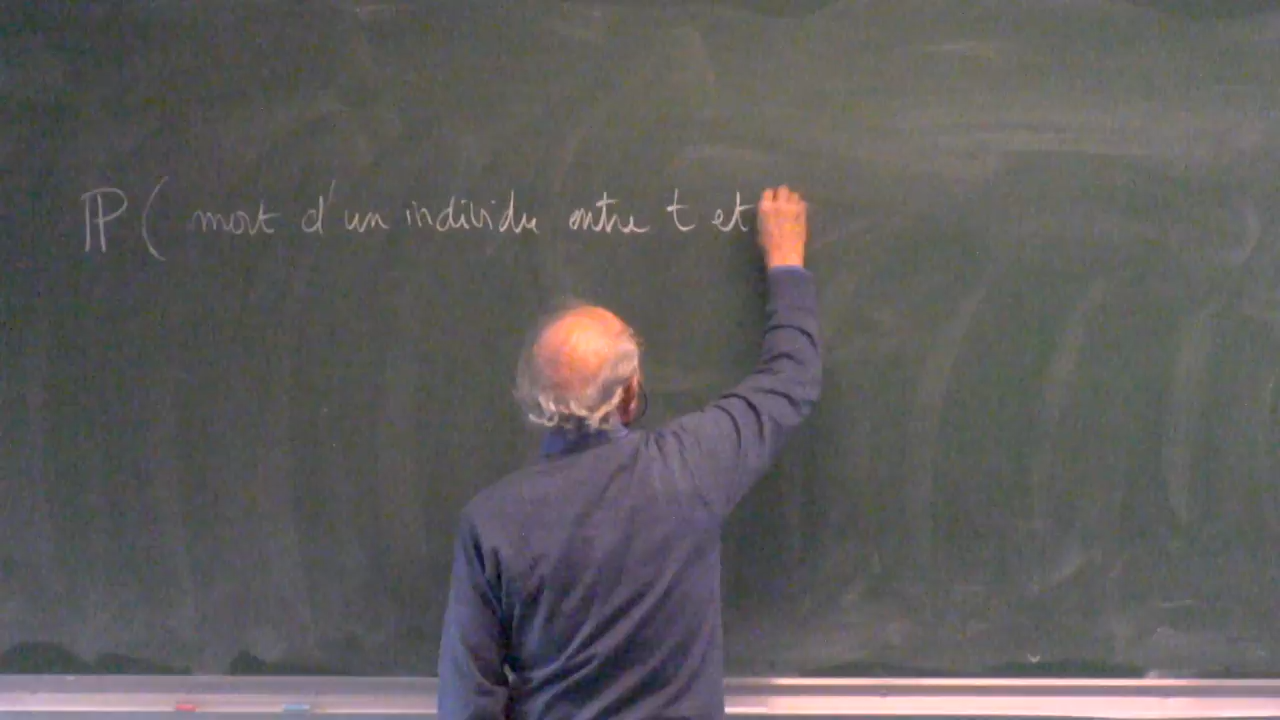 ℙ ( mort d'un individu entre t et